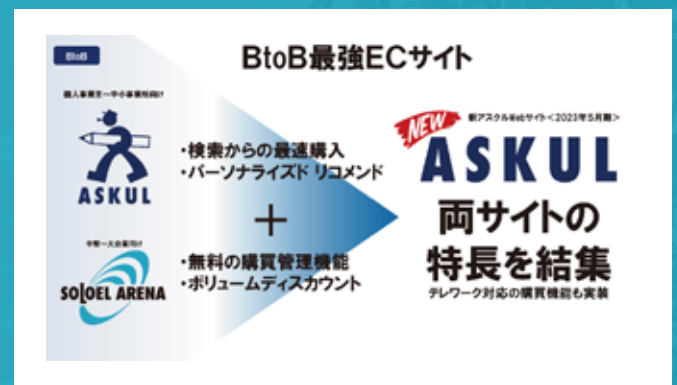 BtoB
BtoB最強ECサイト
個人事業主~中小事業所向け
ASKUL
・検索からの最速購入
・パーソナライズド リコメンド
+
中堅~大企業向け
SOLOEL ARENA
・無料の購買管理機能
・ボリュームディスカウント
NEW
新アスクルWebサイト<2023年5月期>
ASKUL
両サイトの
特長を結集
テレワーク対応の購買機能も実装